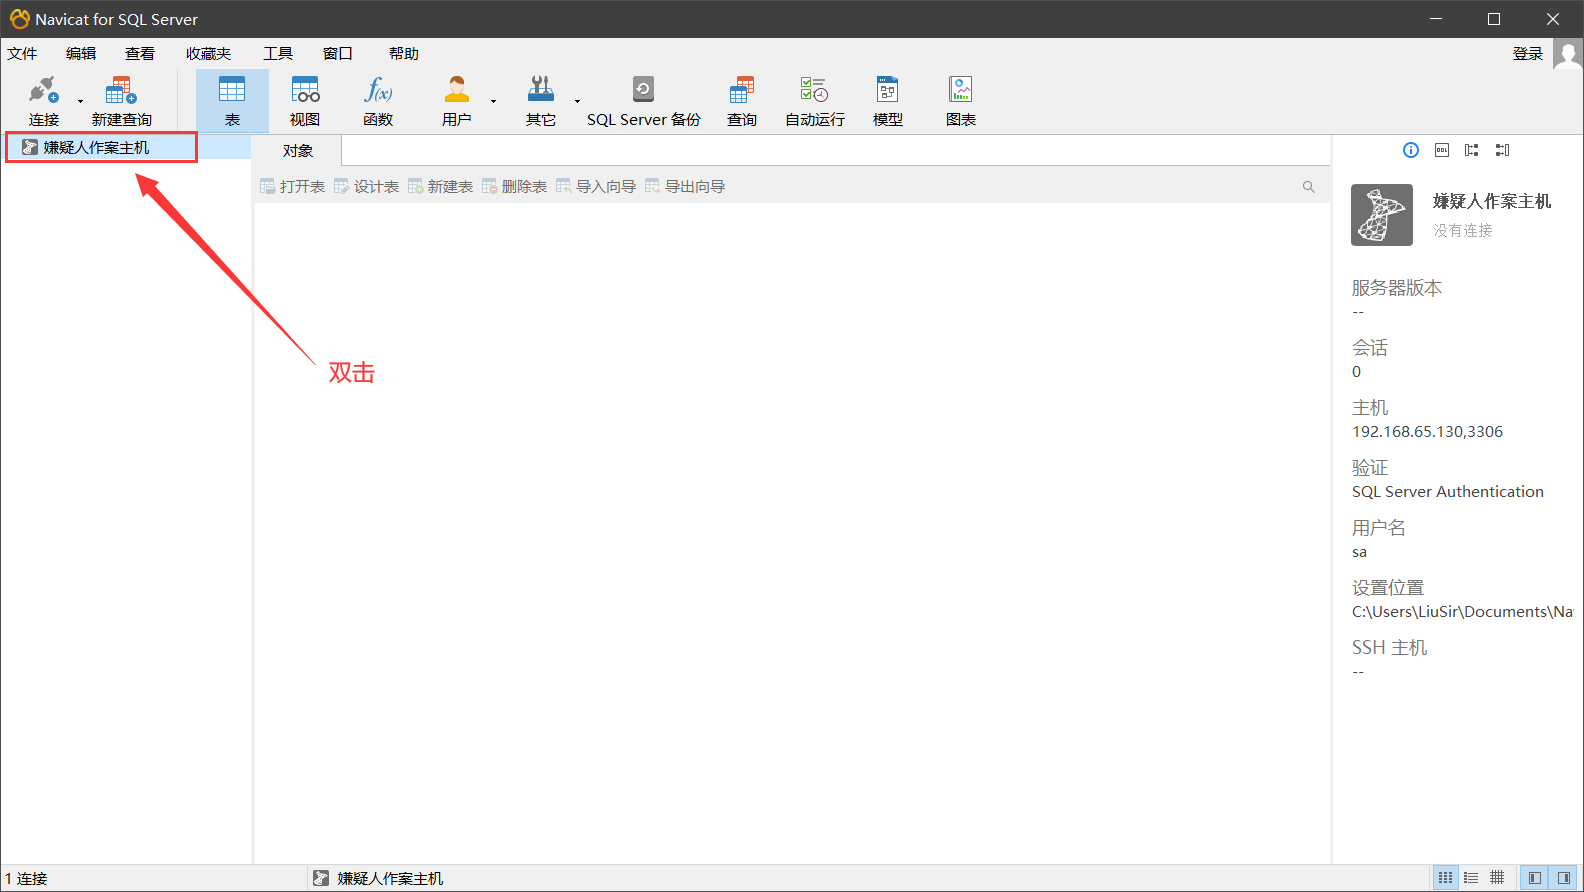 Navicat for SQL Server
文件 编辑 查看 收藏夹 工具 窗口 帮助 登录
连接 新建查询 表 视图 函数 用户 其它 SQL Server 备份 查询 自动运行 模型 图表
嫌疑人作案主机
对象
打开表 设计表 新建表 删除表 导入向导 导出向导
双击
嫌疑人作案主机
没有连接
服务器版本
--
会话
0
主机
192.168.65.130,3306
验证
SQL Server Authentication
用户名
sa
设置位置
C:\Users\LiuSir\Documents\Na
SSH 主机
--
1 连接 嫌疑人作案主机